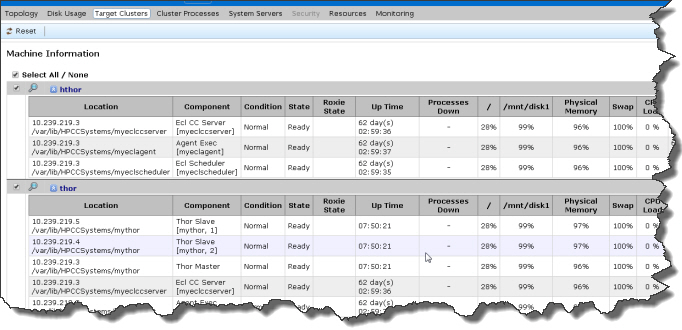 Topology Disk Usage Target Clusters Cluster Processes System Servers Security Resources Monitoring
Reset
Machine Information
Select All / None
hthor
Location Component Condition State Roxie State Up Time Processes Down / /mnt/disk1 Physical Memory Swap
10.239.219.3 /var/lib/HPCCSystems/myeclccserver Ecl CC Server [myeclccserver] Normal Ready 62 day(s) 02:59:36 - 28% 99% 96% 100% 0 %
10.239.219.3 /var/lib/HPCCSystems/myeclagent Agent Exec [myeclagent] Normal Ready 62 day(s) 02:59:37 - 28% 99% 96% 100% 0 %
10.239.219.3 /var/lib/HPCCSystems/myeclscheduler Ecl Scheduler [myeclscheduler] Normal Ready 62 day(s) 02:59:35 - 28% 99% 96% 100% 0 %
thor
Location Component Condition State Roxie State Up Time Processes Down / /mnt/disk1 Physical Memory Swap CPU Load
10.239.219.5 /var/lib/HPCCSystems/mythor Thor Slave [mythor, 1] Normal Ready 07:50:21 - 28% 99% 97% 100% 0 %
10.239.219.4 /var/lib/HPCCSystems/mythor Thor Slave [mythor, 2] Normal Ready 07:50:21 - 28% 99% 97% 100% 0 %
10.239.219.3 /var/lib/HPCCSystems/mythor Thor Master Normal Ready 07:50:21 - 28% 99% 96% 100% 0 %
10.239.219.3 /var/lib/HPCCSystems/myeclccserver Ecl CC Server [myeclccserver] Normal Ready 62 day(s) 02:59:36 - 28% 99% 96% 100% 0 %
Agent Exec 62 day(s) 99%